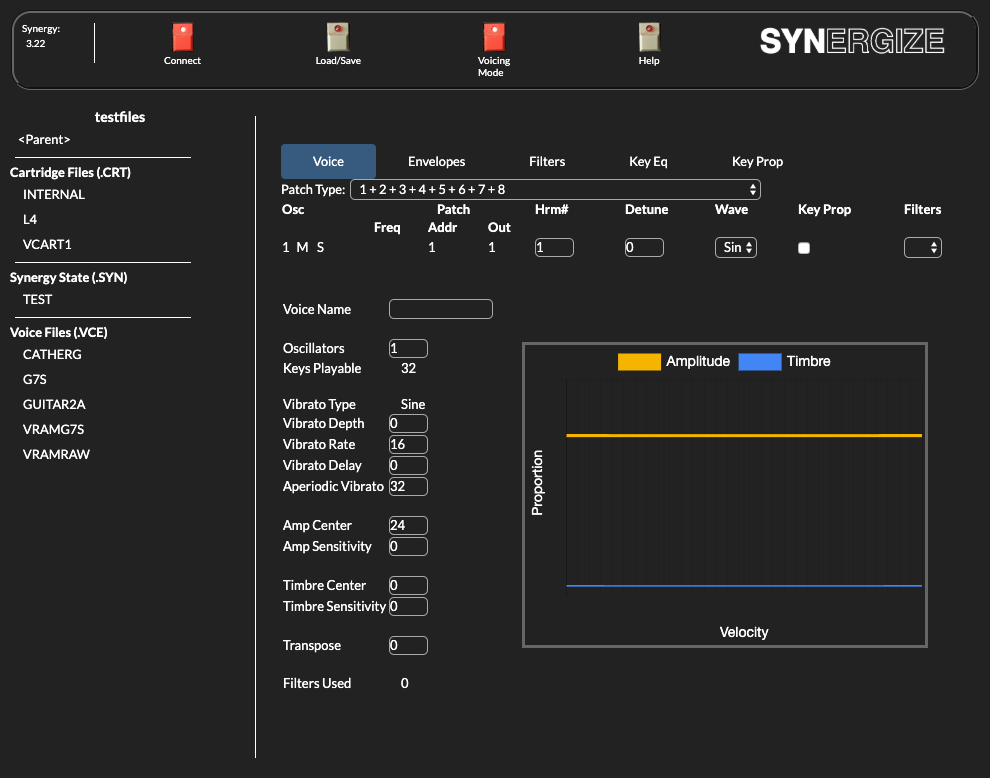 Synergy:
3.22
Connect
Load/Save
Voicing
Mode
Help
SYNERGIZE
testfiles
<Parent>
Cartridge Files (.CRT)
INTERNAL
L4
VCART1
Synergy State (.SYN)
TEST
Voice Files (.VCE)
CATHERG
G7S
GUITAR2A
VRAMG7S
VRAMRAW
Voice Envelopes Filters Key Eq Key Prop
Patch Type: 1 + 2 + 3 + 4 + 5 + 6 + 7 + 8
Osc Patch Hrm# Detune Wave Key Prop Filters
Freq Addr Out
1 M S 1 1 1 0 Sin
Voice Name
Oscillators 1
Keys Playable 32
Vibrato Type Sine
Vibrato Depth 0
Vibrato Rate 16
Vibrato Delay 0
Aperiodic Vibrato 32
Amp Center 24
Amp Sensitivity 0
Timbre Center 0
Timbre Sensitivity 0
Transpose 0
Filters Used 0
Amplitude Timbre
Proportion
Velocity